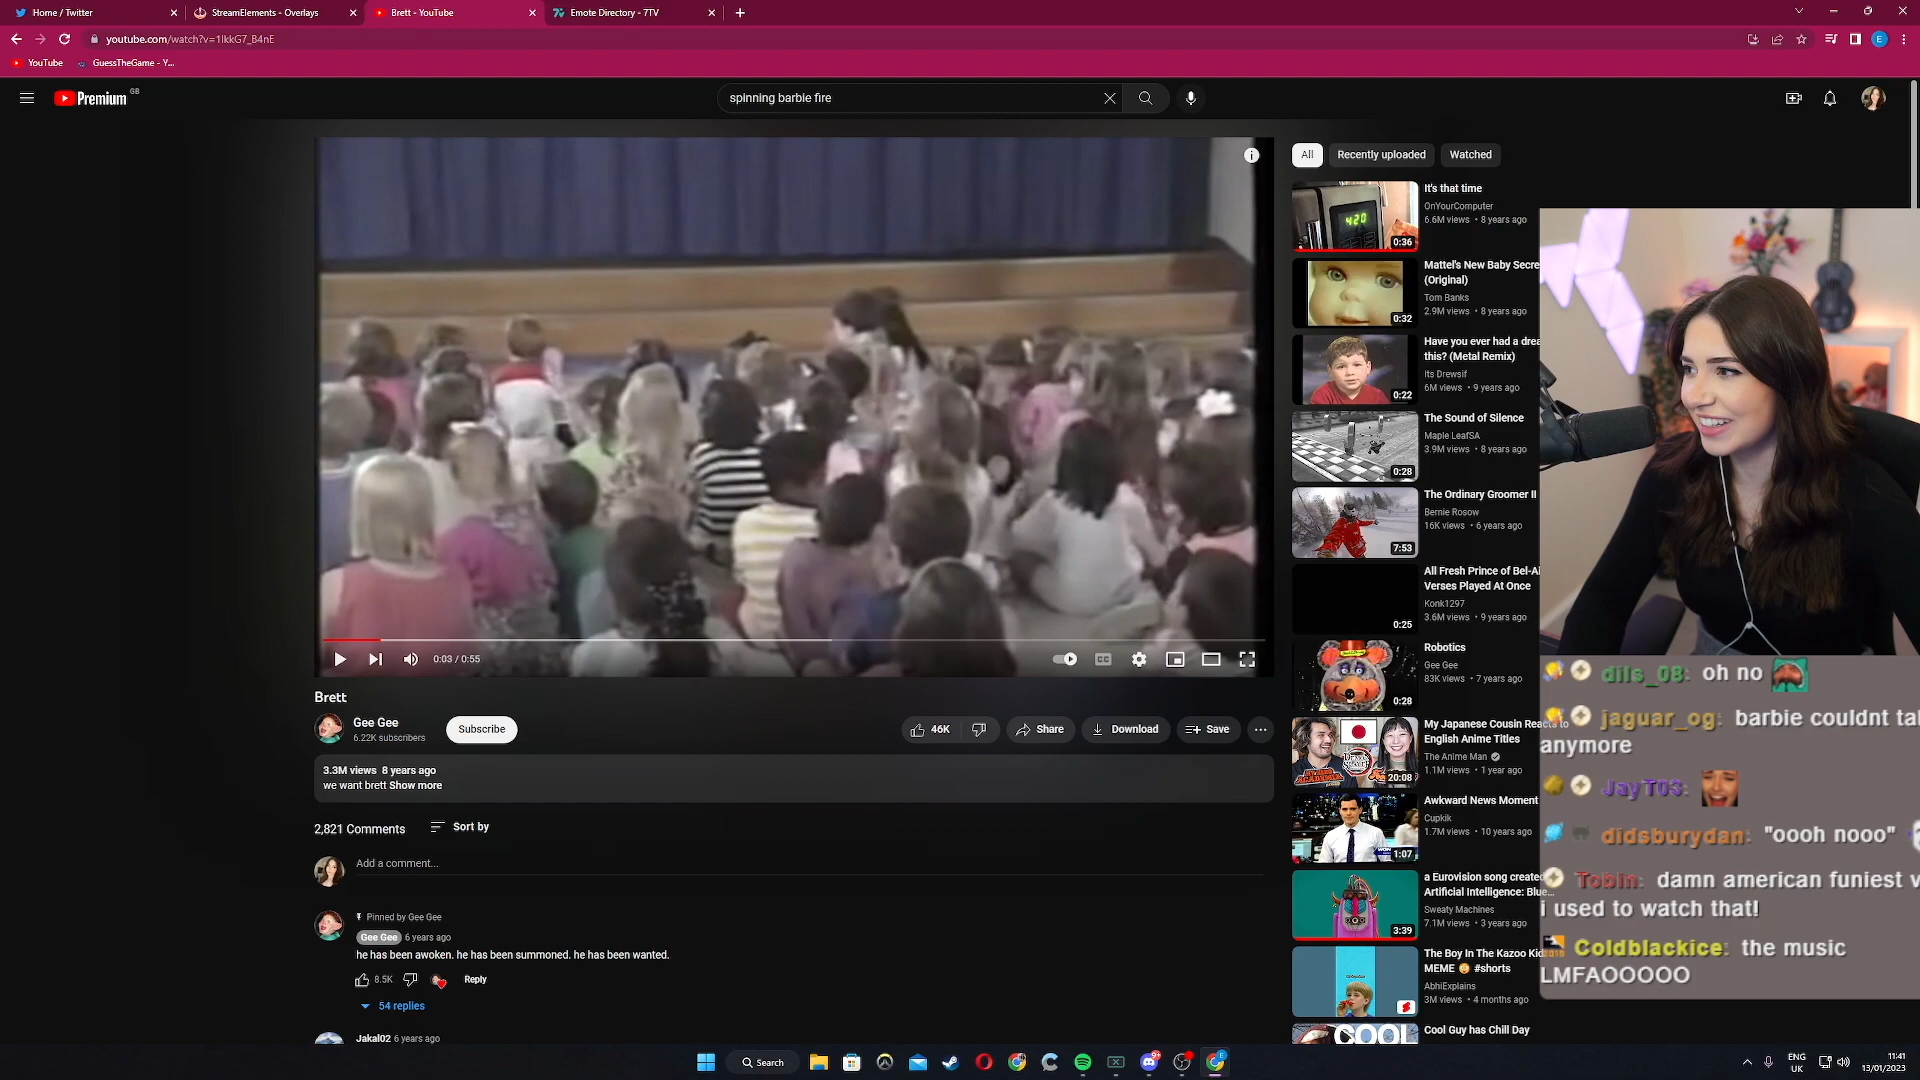 Home / Twitter
StreamElements - Overlays
Brett - YouTube
Emote Directory - 7TV
youtube.com/watch?v=1IkkG7_B4nE
E
YouTube
GuessTheGame - Y...
Premium
GB
spinning barbie fire
All
Recently uploaded
Watched
0:03 / 0:55
CC
Brett
Gee Gee
6.22K subscribers
Subscribe
46K
Share
Download
Save
3.3M views 8 years ago
we want brett Show more
2,821 Comments
Sort by
Add a comment...
Pinned by Gee Gee
Gee Gee 6 years ago
he has been awoken. he has been summoned. he has been wanted.
8.5K
Reply
54 replies
Jakal02 6 years ago
4:20
0:36
It's that time
OnYourComputer
6.6M views • 8 years ago
0:32
Mattel's New Baby Secre
(Original)
Tom Banks
2.9M views • 8 years ago
0:22
Have you ever had a drea
this? (Metal Remix)
Its Drewsif
6M views • 9 years ago
0:28
The Sound of Silence
Maple LeafSA
3.9M views • 8 years ago
7:53
The Ordinary Groomer II
Bernie Rosow
16K views • 6 years ago
0:25
All Fresh Prince of Bel-Ai
Verses Played At Once
Konk1297
3.6M views • 9 years ago
0:28
Robotics
Gee Gee
83K views • 7 years ago
20:08
My Japanese Cousin Reacts to
English Anime Titles
The Anime Man
1.1M views • 1 year ago
1:07
Awkward News Moment
Cupkik
1.7M views • 10 years ago
3:39
a Eurovision song created
Artificial Intelligence: Blue...
Sweaty Machines
7.1M views • 3 years ago
The Boy In The Kazoo Kid
MEME #shorts
AbhiExplains
3M views • 4 months ago
COOL
Cool Guy has Chill Day
dils_08: oh no
jaguar_og: barbie couldnt tal
anymore
JayT03:
didsburydan: "oooh nooo"
Tobin: damn american funiest v
i used to watch that!
Coldblackice: the music
LMFAOOOOO
Search
ENG
UK
11:41
13/01/2023